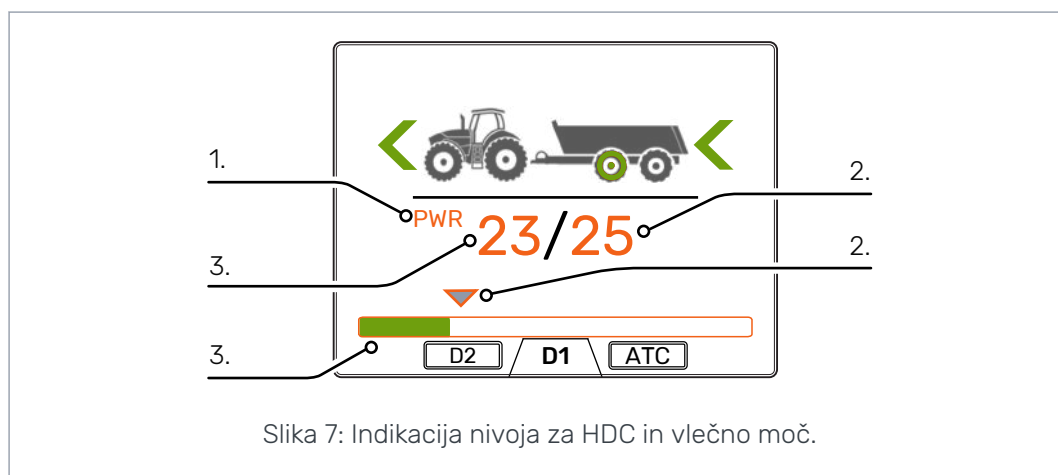 1.
PWR 23/25
2.
3.
2.
3.
D2 D1 ATC
Slika 7: Indikacija nivoja za HDC in vlečno moč.